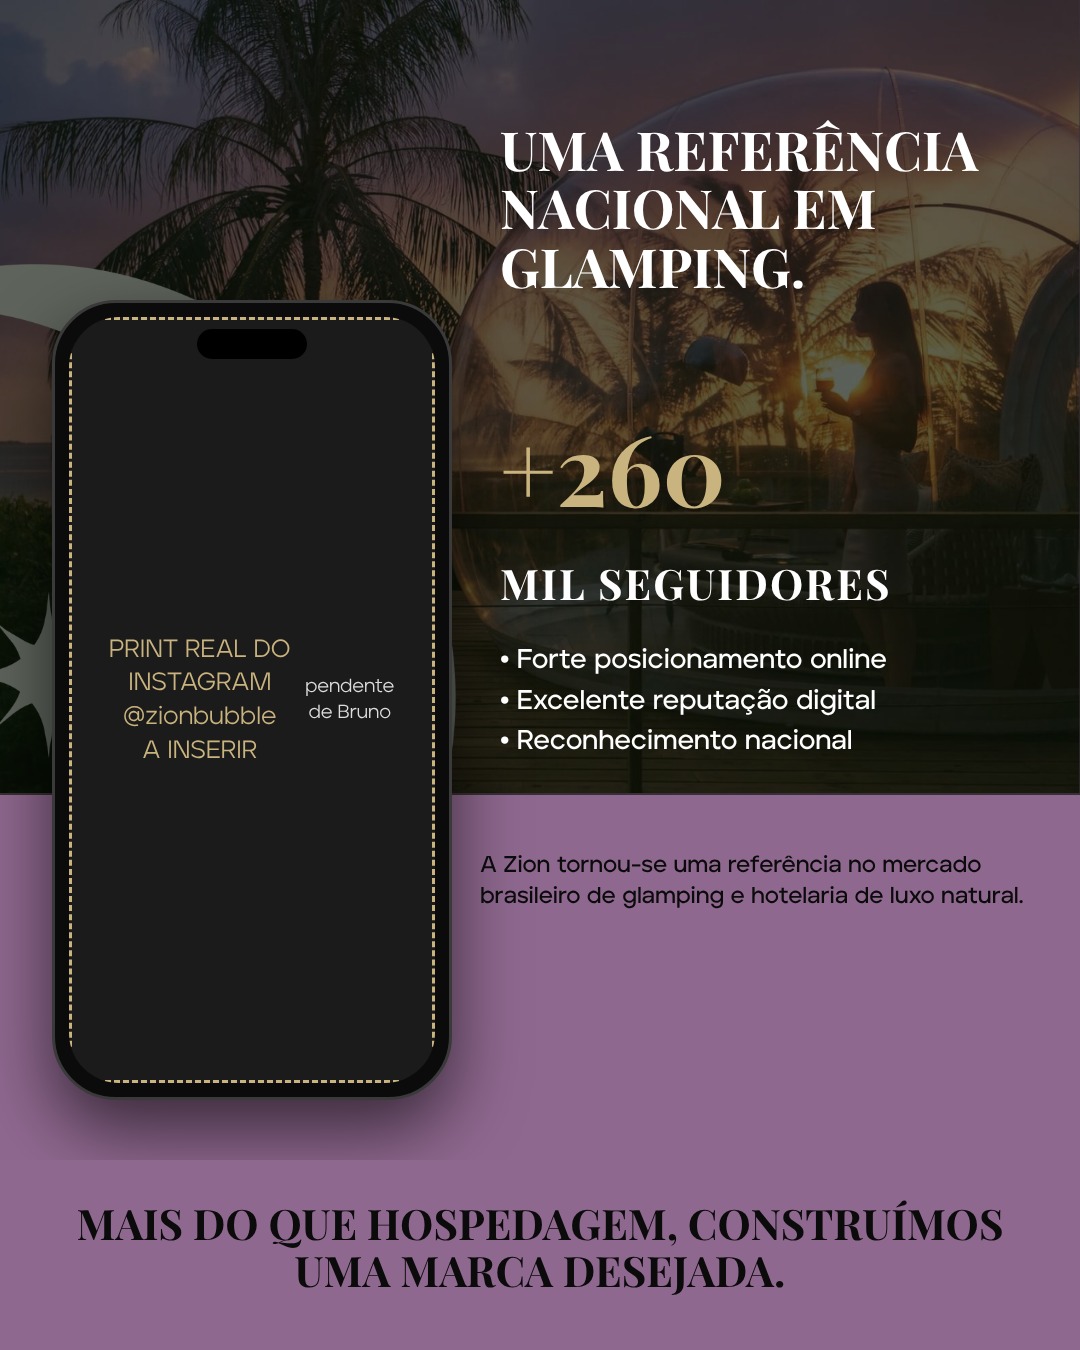 UMA REFERÊNCIA
NACIONAL EM
GLAMPING.
+260
MIL SEGUIDORES
• Forte posicionamento online
• Excelente reputação digital
• Reconhecimento nacional
PRINT REAL DO
INSTAGRAM
@zionbubble
A INSERIR
pendente
de Bruno
A Zion tornou-se uma referência no mercado
brasileiro de glamping e hotelaria de luxo natural.
MAIS DO QUE HOSPEDAGEM, CONSTRUÍMOS
UMA MARCA DESEJADA.